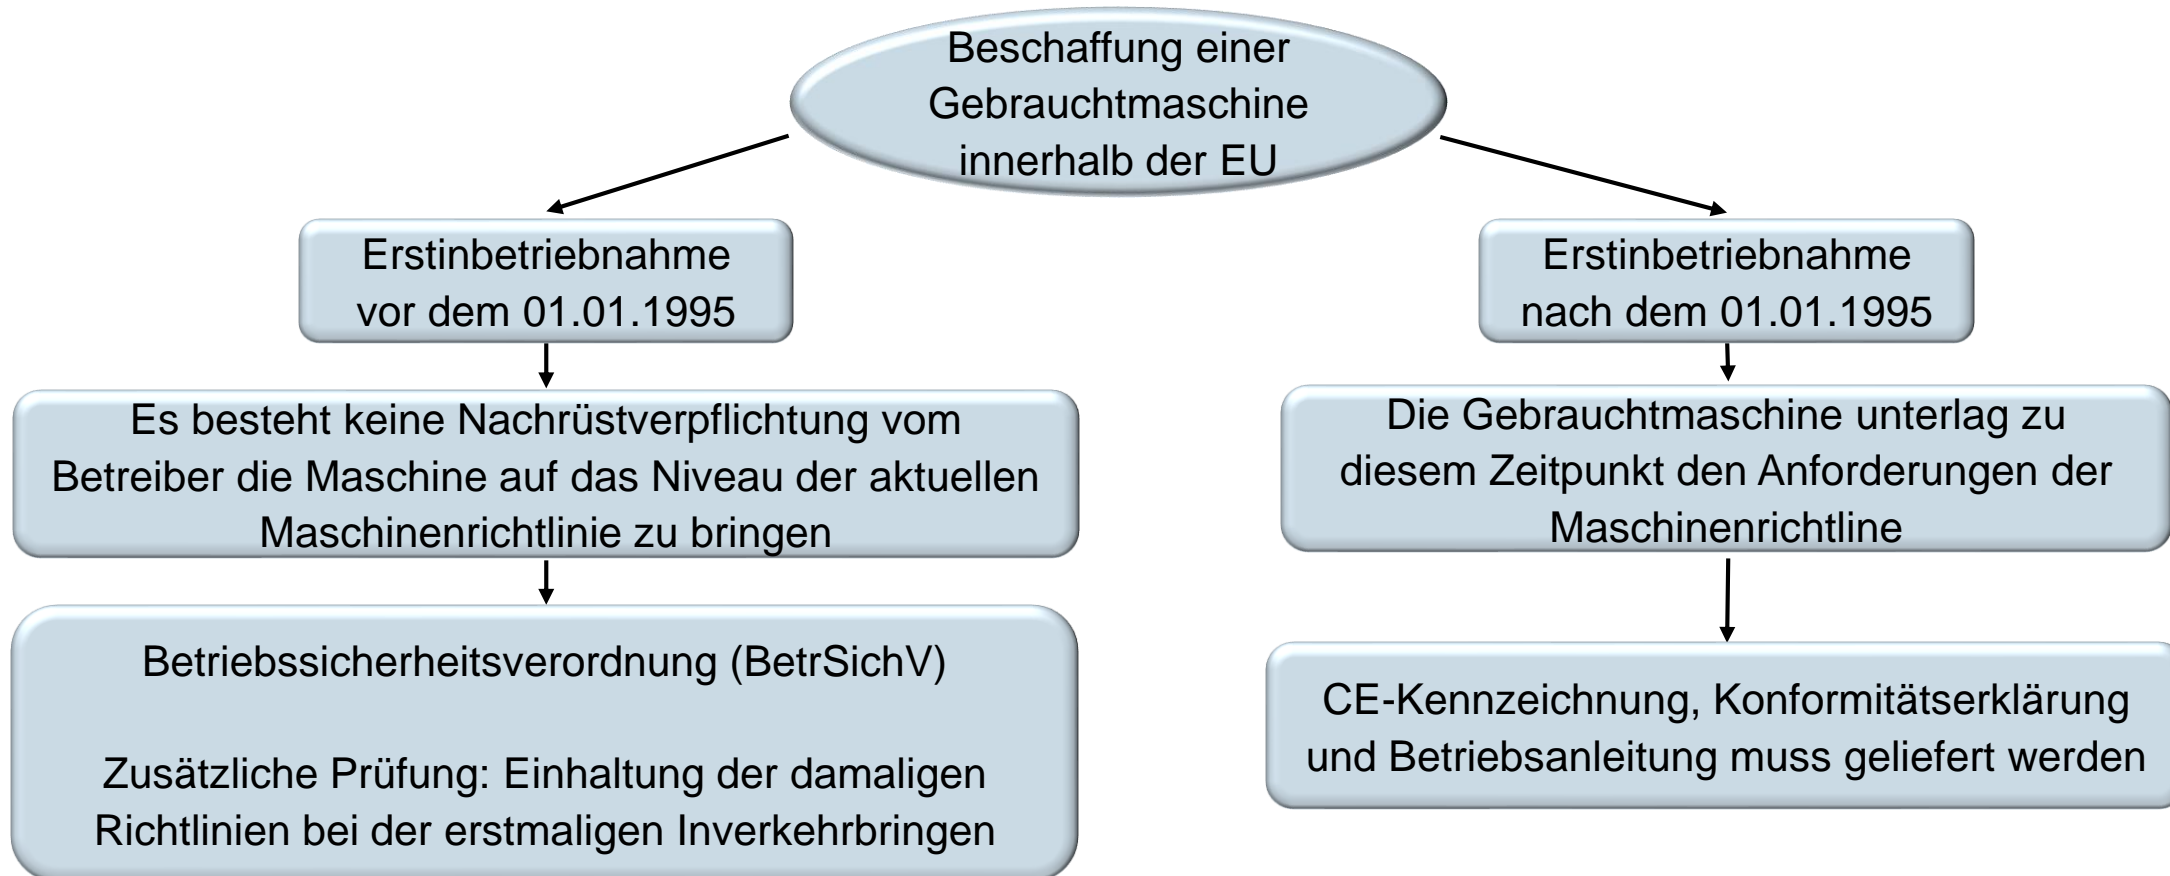 Beschaffung einer
Gebrauchtmaschine
innerhalb der EU
Erstinbetriebnahme
vor dem 01.01.1995
Erstinbetriebnahme
nach dem 01.01.1995
Es besteht keine Nachrüstverpflichtung vom
Betreiber die Maschine auf das Niveau der aktuellen
Maschinenrichtlinie zu bringen
Die Gebrauchtmaschine unterlag zu
diesem Zeitpunkt den Anforderungen der
Maschinenrichtline
Betriebssicherheitsverordnung (BetrSichV)
Zusätzliche Prüfung: Einhaltung der damaligen
Richtlinien bei der erstmaligen Inverkehrbringen
CE-Kennzeichnung, Konformitätserklärung
und Betriebsanleitung muss geliefert werden